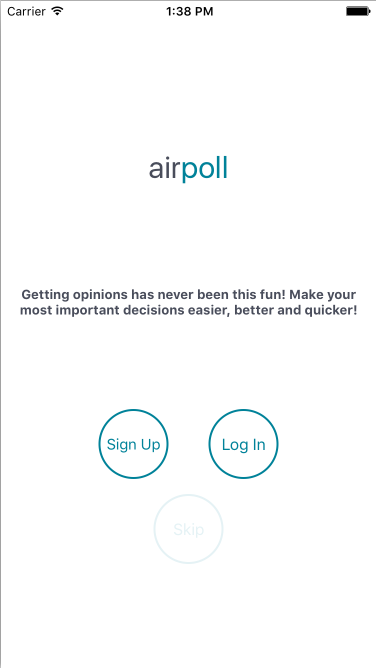 Carrier 1:38 PM
airpoll
Getting opinions has never been this fun! Make your
most important decisions easier, better and quicker!
Sign Up Log In
Skip